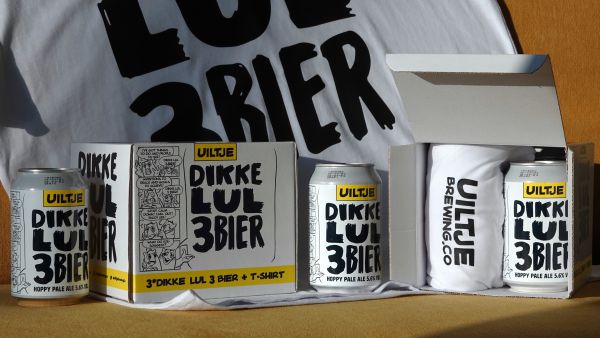 LUL
3BIER
UILTJE
DIKKE
LUL
3BIER
HOPPY PALE ALE 5.6%
UILTJE
DIKKE
LUL
3BIER
3*DIKKE LUL 3 BIER + T-SHIRT
UILTJE
DIKKE
LUL
3BIER
HOPPY PALE ALE 5.6%
UILTJE
BREWING.CO
UILTJE
DIKKE
LUL
3BIER
HOPPY PALE ALE 5.6%